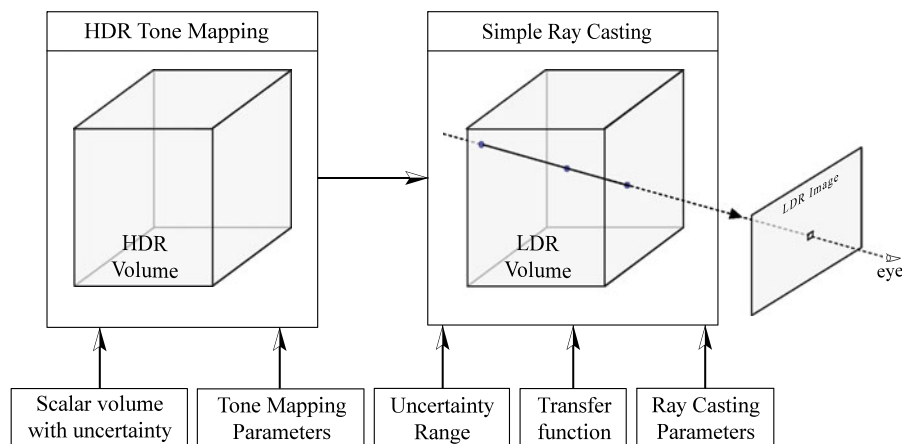 HDR Tone Mapping
HDR
Volume
Simple Ray Casting
LDR
Volume
LDR Image
eye
Scalar volume
with uncertainty
Tone Mapping
Parameters
Uncertainty
Range
Transfer
function
Ray Casting
Parameters